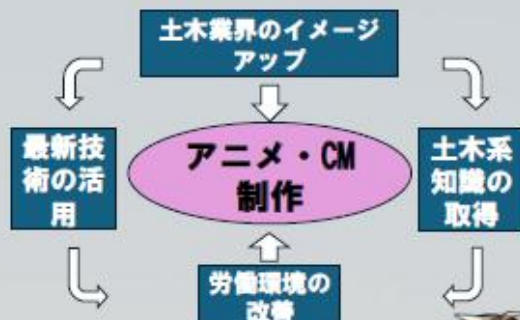 土木業界のイメージ
アップ
最新技
術の活
用
アニメ・CM
制作
土木系
知識の
取得
労働環境の
改善